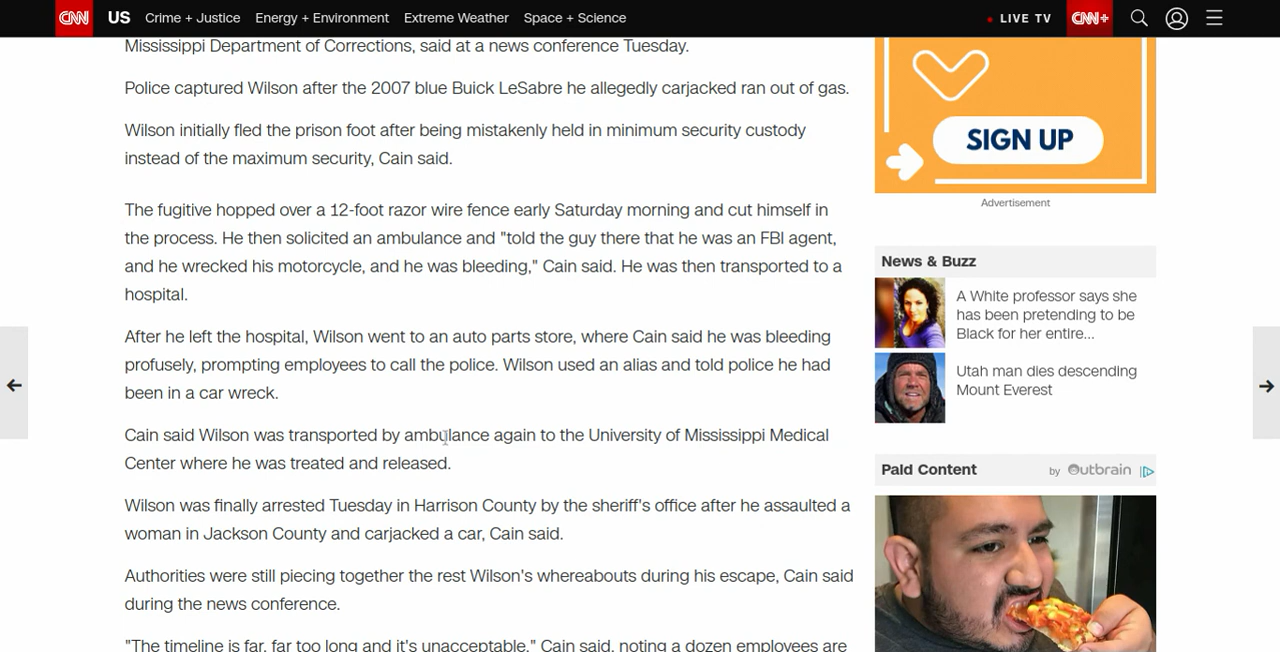 CNN US Crime + Justice Energy + Environment Extreme Weather Space + Science LIVE TV CNN+
Mississippi Department of Corrections, said at a news conference Tuesday.
Police captured Wilson after the 2007 blue Buick LeSabre he allegedly carjacked ran out of gas.
Wilson initially fled the prison foot after being mistakenly held in minimum security custody
instead of the maximum security, Cain said.
The fugitive hopped over a 12-foot razor wire fence early Saturday morning and cut himself in
the process. He then solicited an ambulance and "told the guy there that he was an FBI agent,
and he wrecked his motorcycle, and he was bleeding," Cain said. He was then transported to a
hospital.
After he left the hospital, Wilson went to an auto parts store, where Cain said he was bleeding
profusely, prompting employees to call the police. Wilson used an alias and told police he had
been in a car wreck.
Cain said Wilson was transported by ambulance again to the University of Mississippi Medical
Center where he was treated and released.
Wilson was finally arrested Tuesday in Harrison County by the sheriff's office after he assaulted a
woman in Jackson County and carjacked a car, Cain said.
Authorities were still piecing together the rest Wilson's whereabouts during his escape, Cain said
during the news conference.
"The timeline is far, far too long and it's unacceptable," Cain said, noting a dozen employees are
SIGN UP
Advertisement
News & Buzz
A White professor says she
has been pretending to be
Black for her entire...
Utah man dies descending
Mount Everest
Paid Content by Outbrain